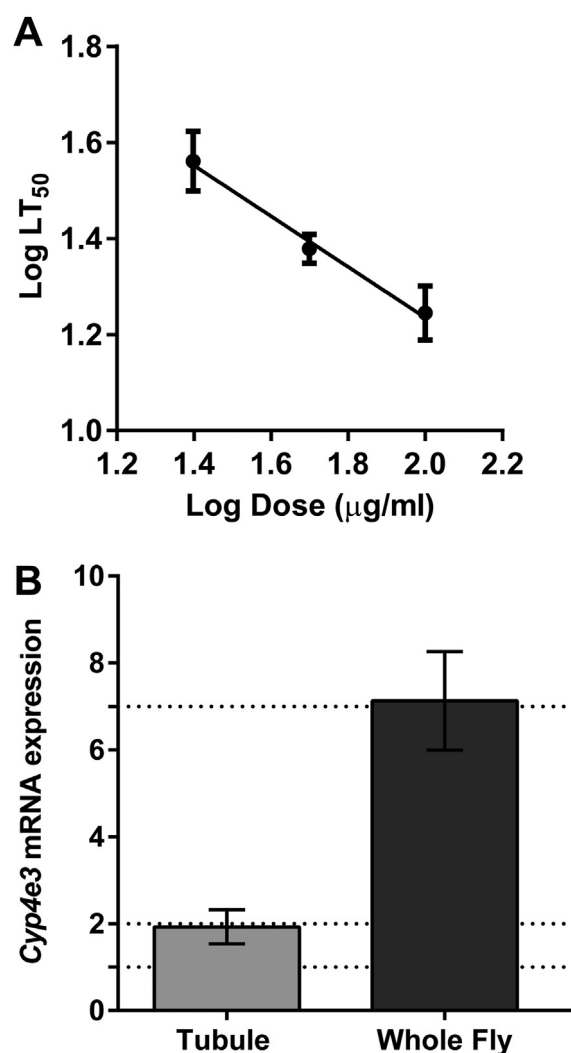 A
1.8
1.6
1.4
1.2
1.0
Log LT50
1.2 1.4 1.6 1.8 2.0 2.2
Log Dose (μg/ml)
B
10
8
6
4
2
0
Cyp4e3 mRNA expression
Tubule Whole Fly